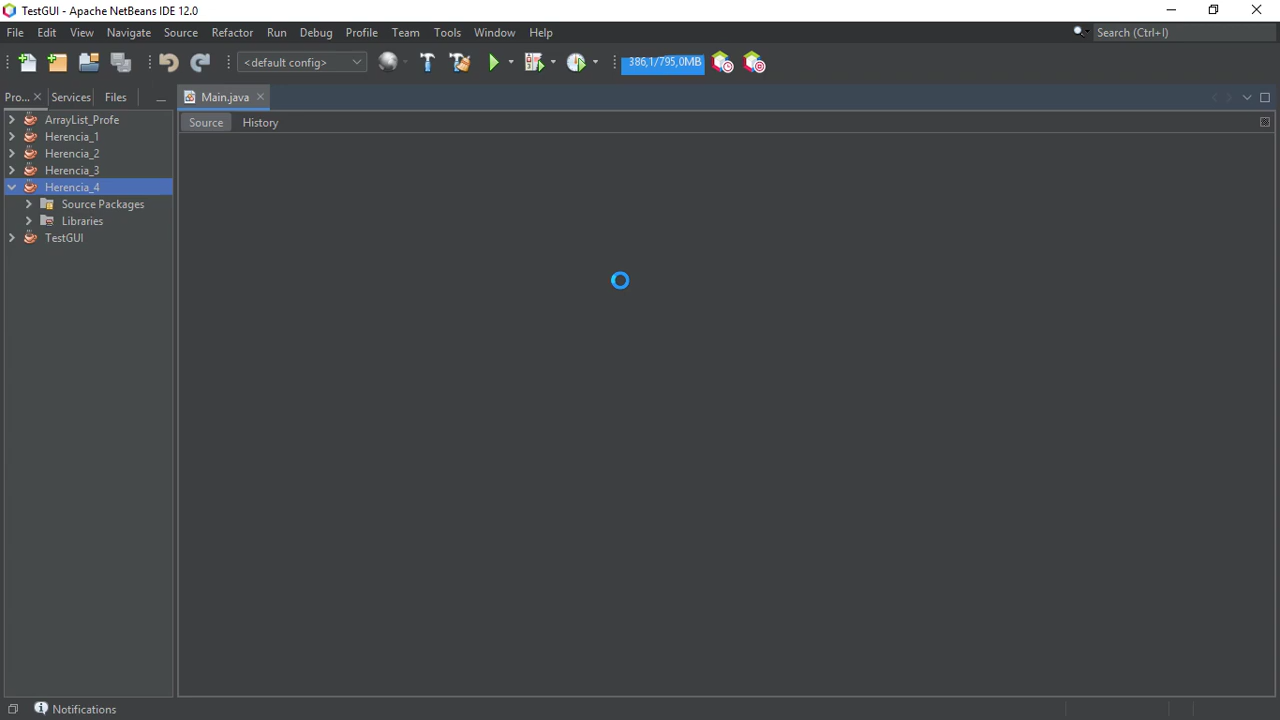 TestGUI - Apache NetBeans IDE 12.0
File Edit View Navigate Source Refactor Run Debug Profile Team Tools Window Help
Search (Ctrl+I)
<default config>
386,1/795,0MB
Pro... Services Files
Main.java
Source History
ArrayList_Profe
Herencia_1
Herencia_2
Herencia_3
Herencia_4
Source Packages
Libraries
TestGUI
Notifications